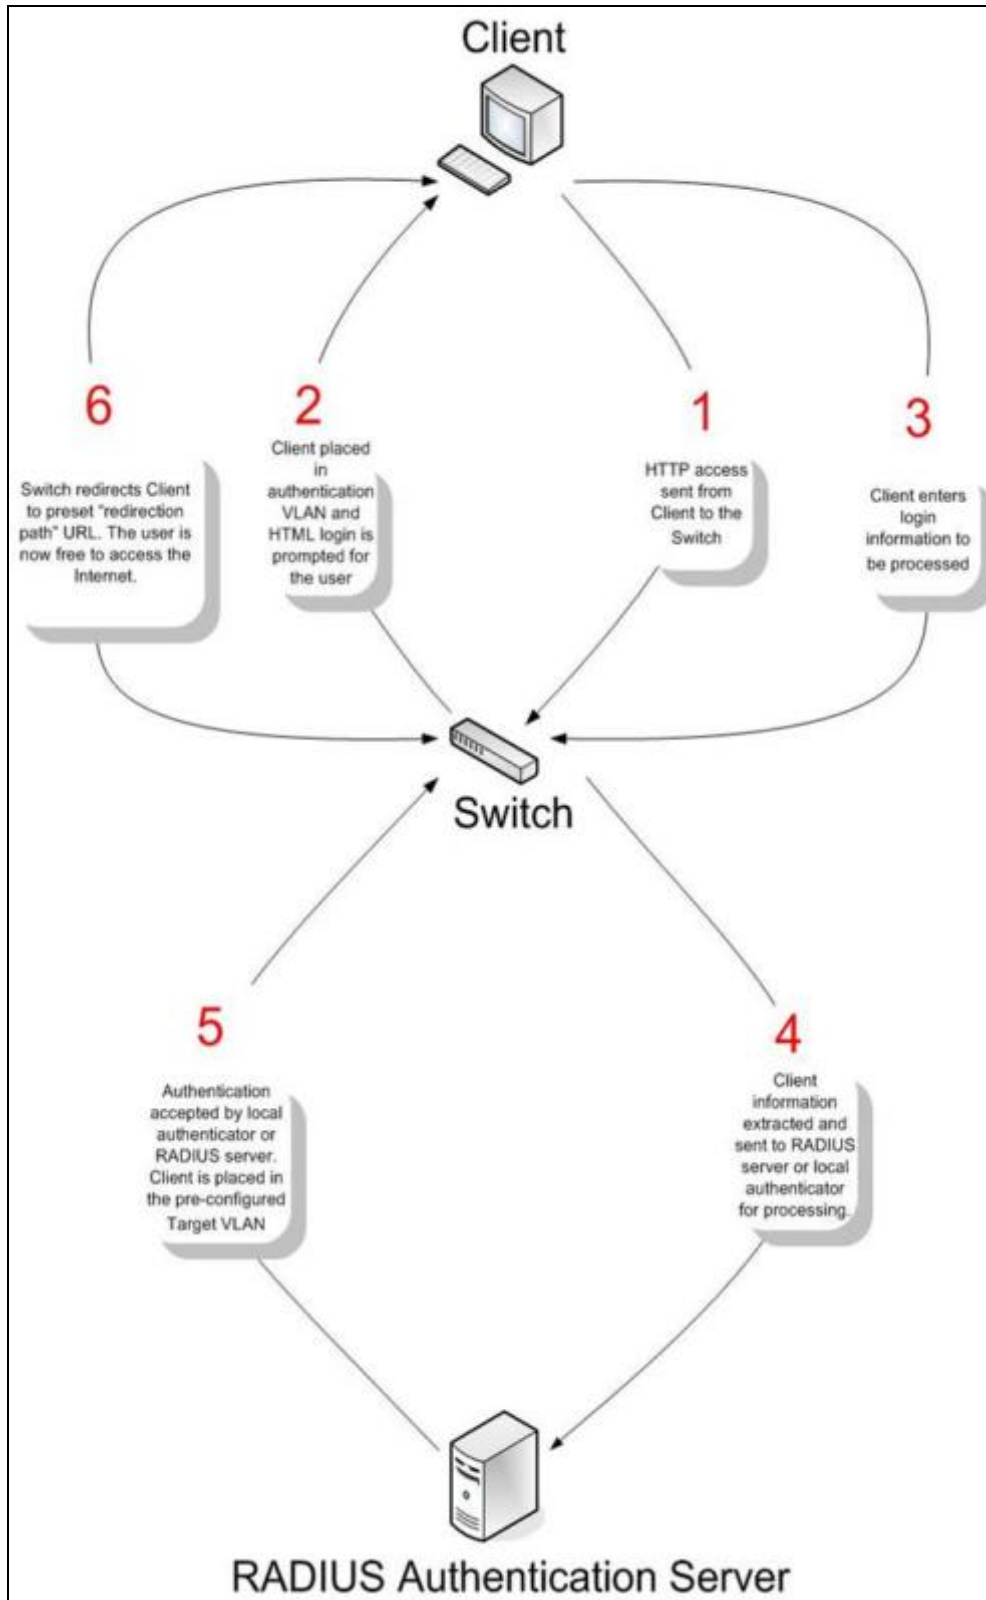 Client
6
Switch redirects Client
to preset "redirection
path" URL. The user is
now free to access the
Internet.
2
Client placed
in
authentication
VLAN and
HTML login is
prompted for
the user
1
HTTP access
sent from
Client to the
Switch
3
Client enters
login
information to
be processed
Switch
5
Authentication
accepted by local
authenticator or
RADIUS server.
Client is placed in
the pre-configured
Target VLAN
4
Client
information
extracted and
sent to RADIUS
server or local
authenticator
for processing.
RADIUS Authentication Server